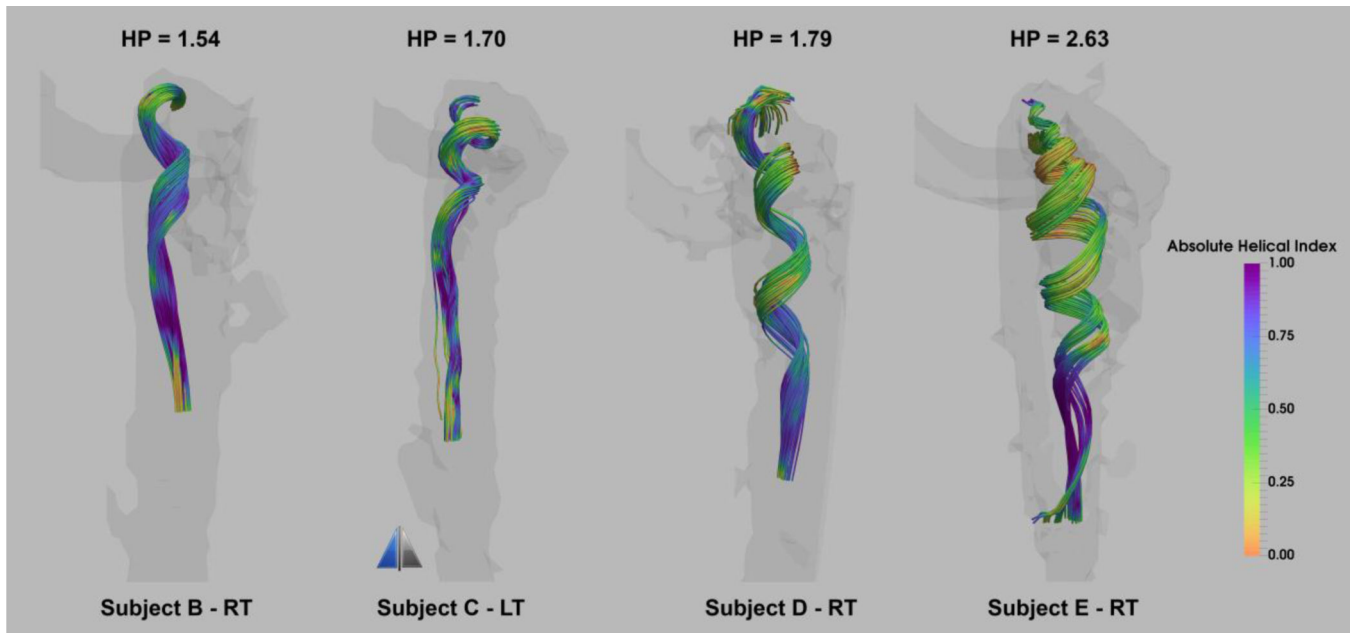 HP = 1.54
HP = 1.70
HP = 1.79
HP = 2.63
Absolute Helical Index
1.00
0.75
0.50
0.25
0.00
Subject B - RT
Subject C - LT
Subject D - RT
Subject E - RT